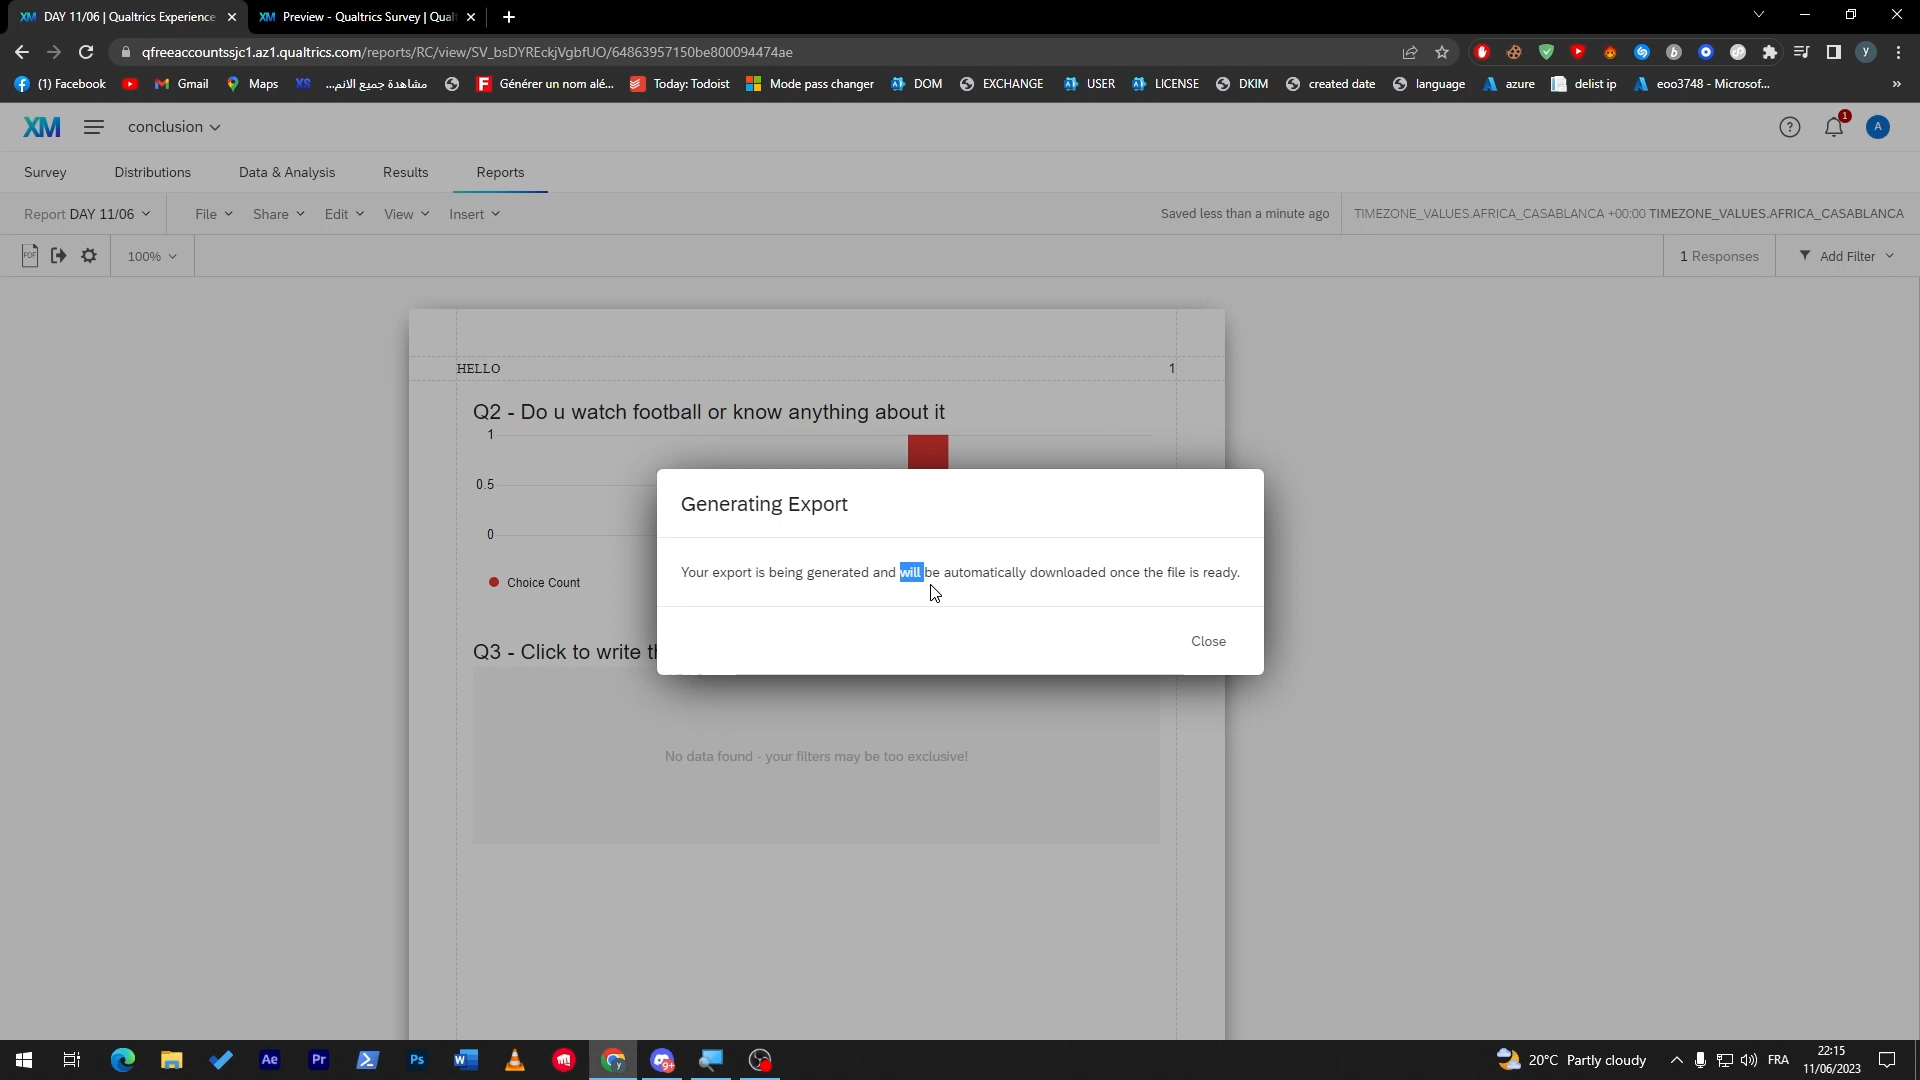 DAY 11/06 | Qualtrics Experience
Preview - Qualtrics Survey | Qual
qfreeaccountssjc1.az1.qualtrics.com/reports/RC/view/SV_bsDYREckjVgbfUO/64863957150be800094474ae
(1) Facebook
Gmail
Maps
مشاهدة جميع الانم...
Générer un nom alé...
Today: Todoist
Mode pass changer
DOM
EXCHANGE
USER
LICENSE
DKIM
created date
language
azure
delist ip
eoo3748 - Microsof...
XM
conclusion
1
A
Survey
Distributions
Data & Analysis
Results
Reports
Report DAY 11/06
File
Share
Edit
View
Insert
Saved less than a minute ago
TIMEZONE_VALUES.AFRICA_CASABLANCA +00:00 TIMEZONE_VALUES.AFRICA_CASABLANCA
PDF
100%
1 Responses
Add Filter
HELLO
1
Q2 - Do u watch football or know anything about it
1
0.5
0
Choice Count
Generating Export
Your export is being generated and will be automatically downloaded once the file is ready.
Close
Q3 - Click to write t
No data found - your filters may be too exclusive!
Ae
Pr
Ps
20°C Partly cloudy
FRA
22:15
11/06/2023